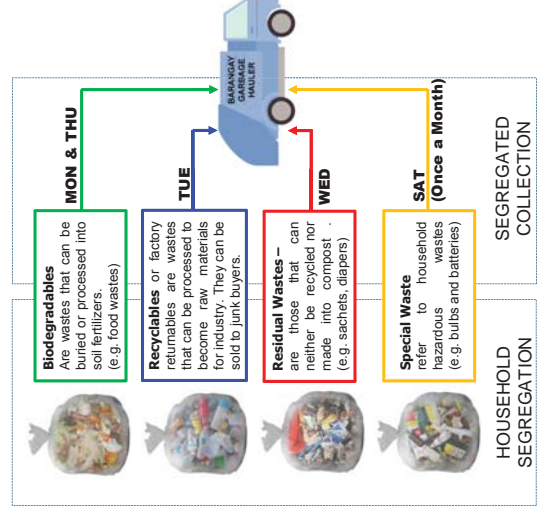 Biodegradables
Are wastes that can be
buried or processed into
soil fertilizers.
(e.g. food wastes)
MON & THU
Recyclables or factory
returnables are wastes
that can be processed to
become raw materials
for industry. They can be
sold to junk buyers.
TUE
Residual Wastes –
are those that can
neither be recycled nor
made into compost .
(e.g. sachets, diapers)
WED
Special Waste
refer to household
hazardous wastes
(e.g. bulbs and batteries)
SAT
(Once a Month)
BARANGAY
GARBAGE
HAULER
HOUSEHOLD
SEGREGATION
SEGREGATED
COLLECTION